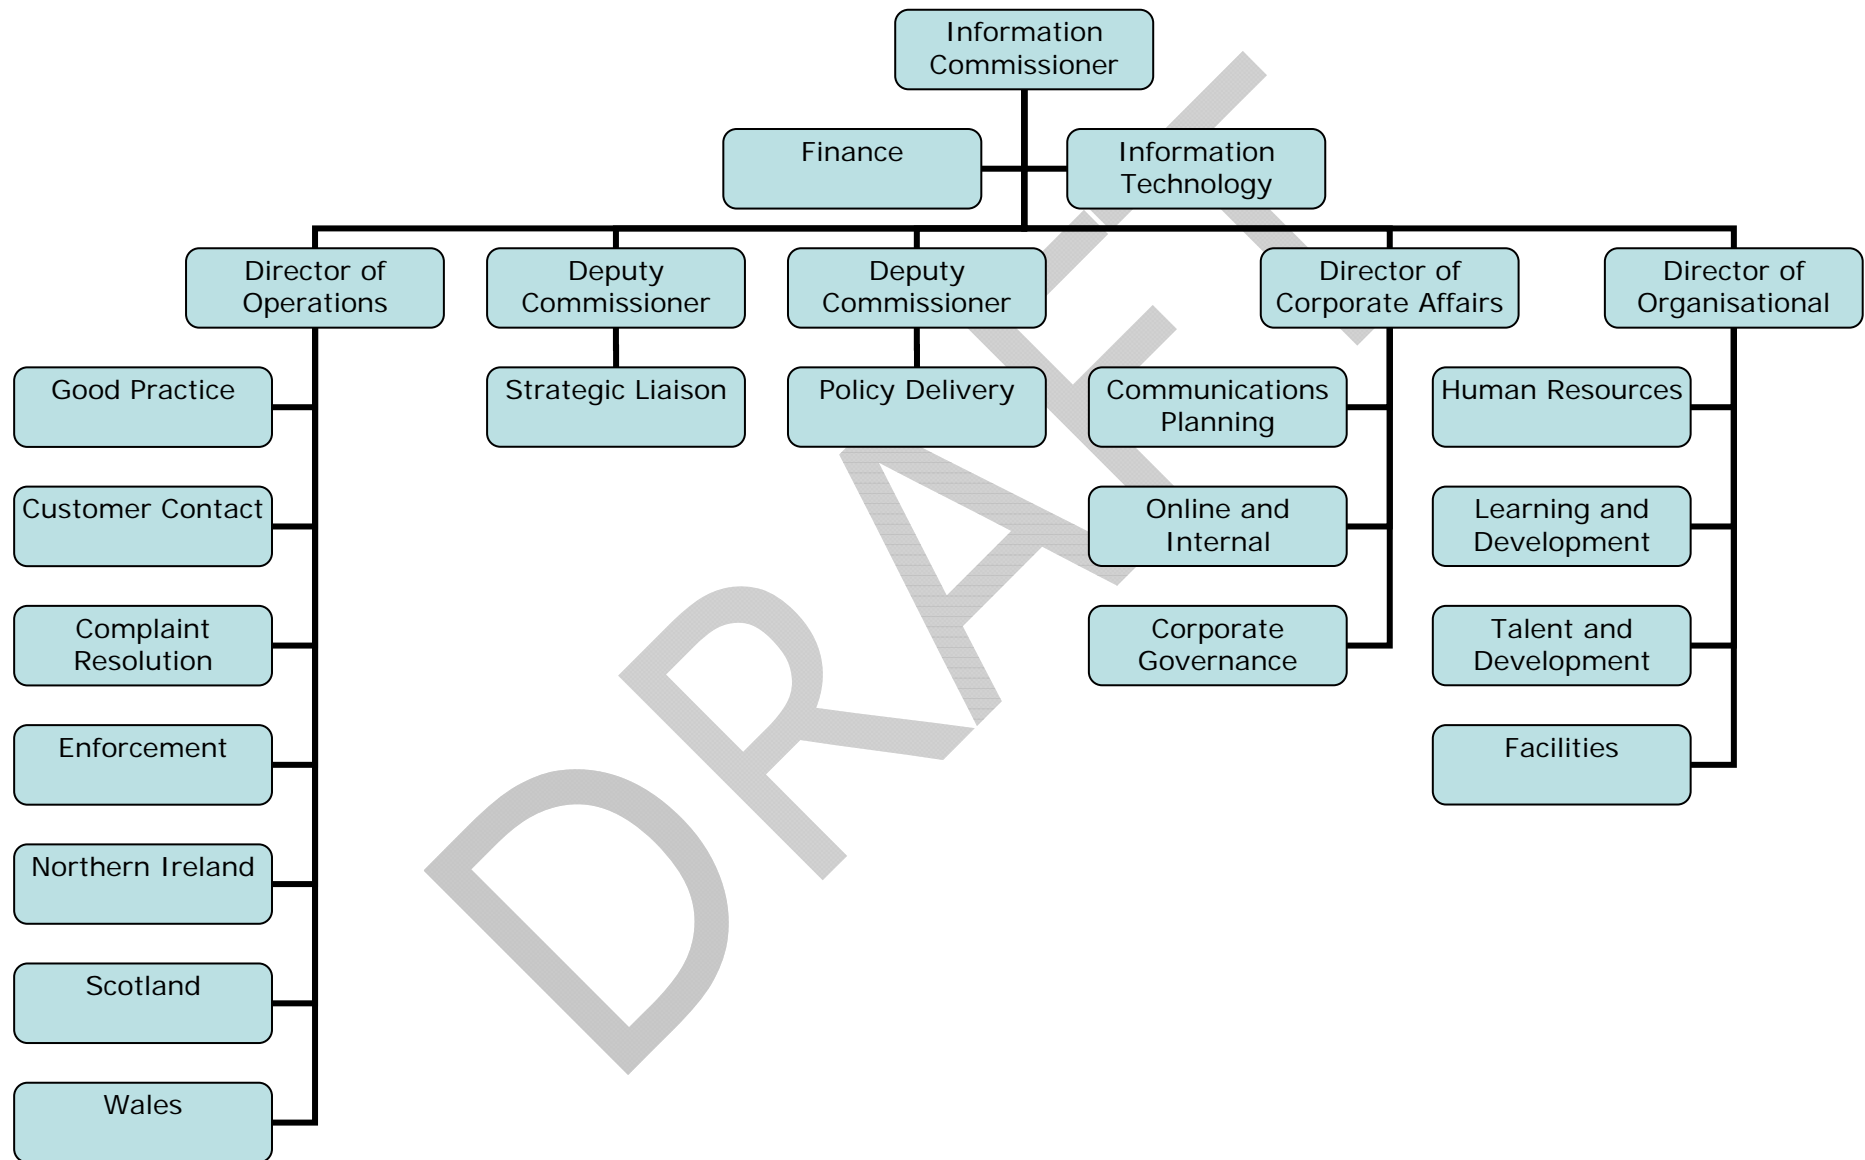 Information
Commissioner
Finance
Information
Technology
Director of
Operations
Deputy
Commissioner
Deputy
Commissioner
Director of
Corporate Affairs
Director of
Organisational
Good Practice
Strategic Liaison
Policy Delivery
Communications
Planning
Human Resources
Customer Contact
Online and
Internal
Learning and
Development
Complaint
Resolution
Corporate
Governance
Talent and
Development
Enforcement
Facilities
Northern Ireland
Scotland
Wales
DRAFT